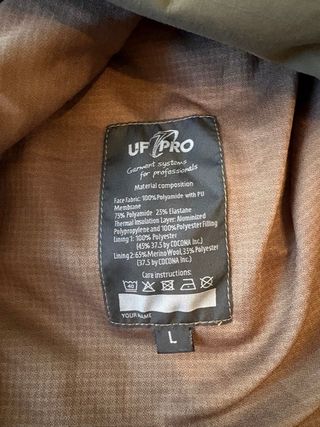 UF PRO
Garment systems
for professionals
Material composition
Face Fabric: 100% Polyamide with PU
Membrane
75% Polyamide 25% Elastane
Thermal Insulation Layer: Aluminized
Polypropylene and 100% Polyester Filling
Lining 1: 100% Polyester
(45% 37.5 by COCONA Inc.)
Lining 2: 65% Merino Wool, 35% Polyester
(37.5 by COCONA Inc.)
Care instructions:
40
YOUR NAME
L